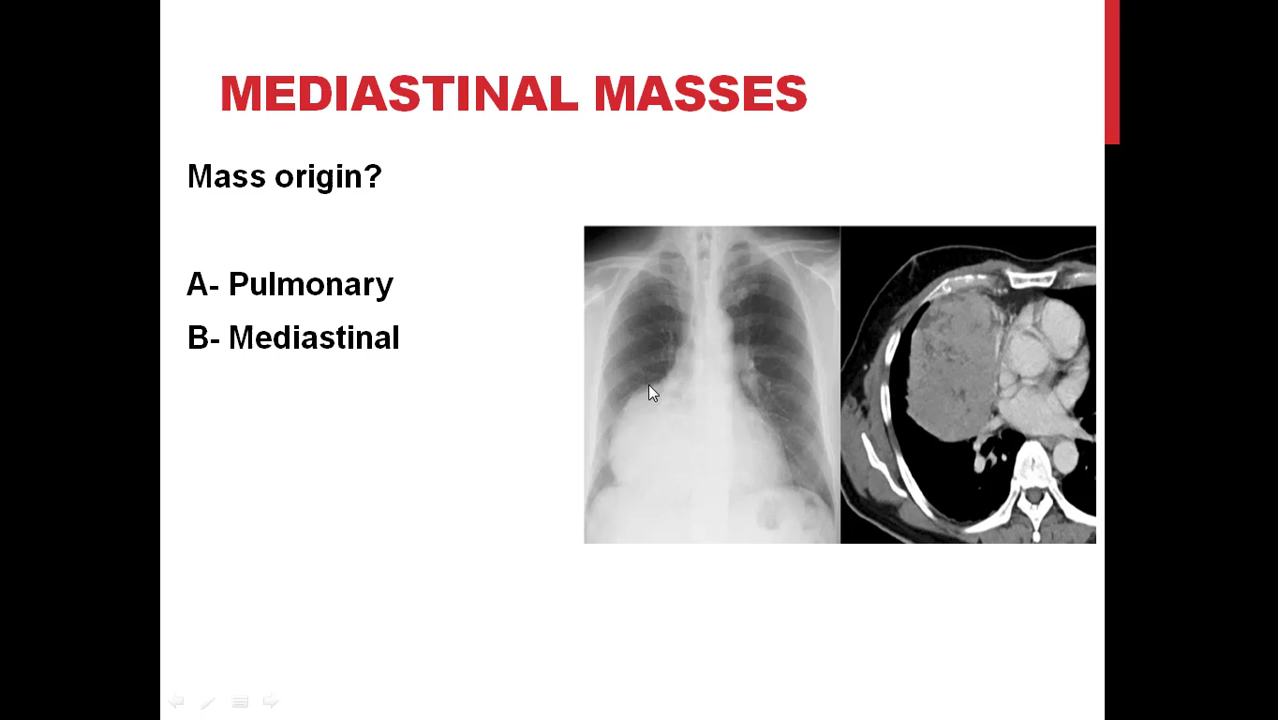 MEDIASTINAL MASSES
Mass origin?
A- Pulmonary
B- Mediastinal